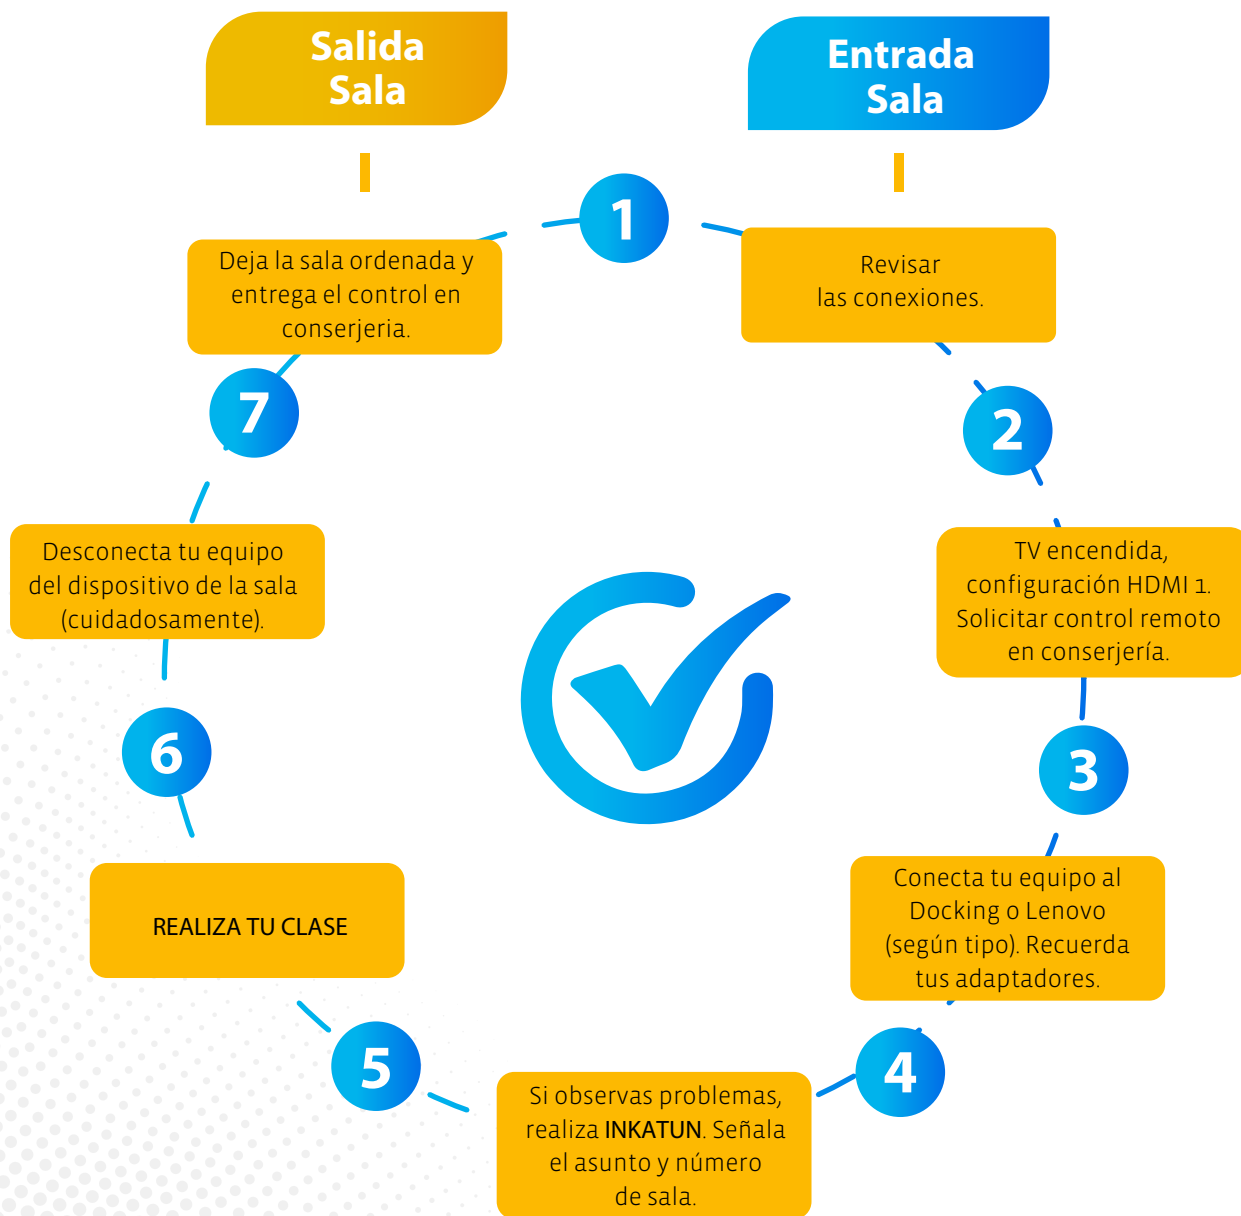 Salida
Sala
Entrada
Sala
1
Revisar
las conexiones.
2
TV encendida,
configuración HDMI 1.
Solicitar control remoto
en conserjería.
3
Conecta tu equipo al
Docking o Lenovo
(según tipo). Recuerda
tus adaptadores.
4
Si observas problemas,
realiza INKATUN. Señala
el asunto y número
de sala.
5
REALIZA TU CLASE
6
Desconecta tu equipo
del dispositivo de la sala
(cuidadosamente).
7
Deja la sala ordenada y
entrega el control en
conserjeria.